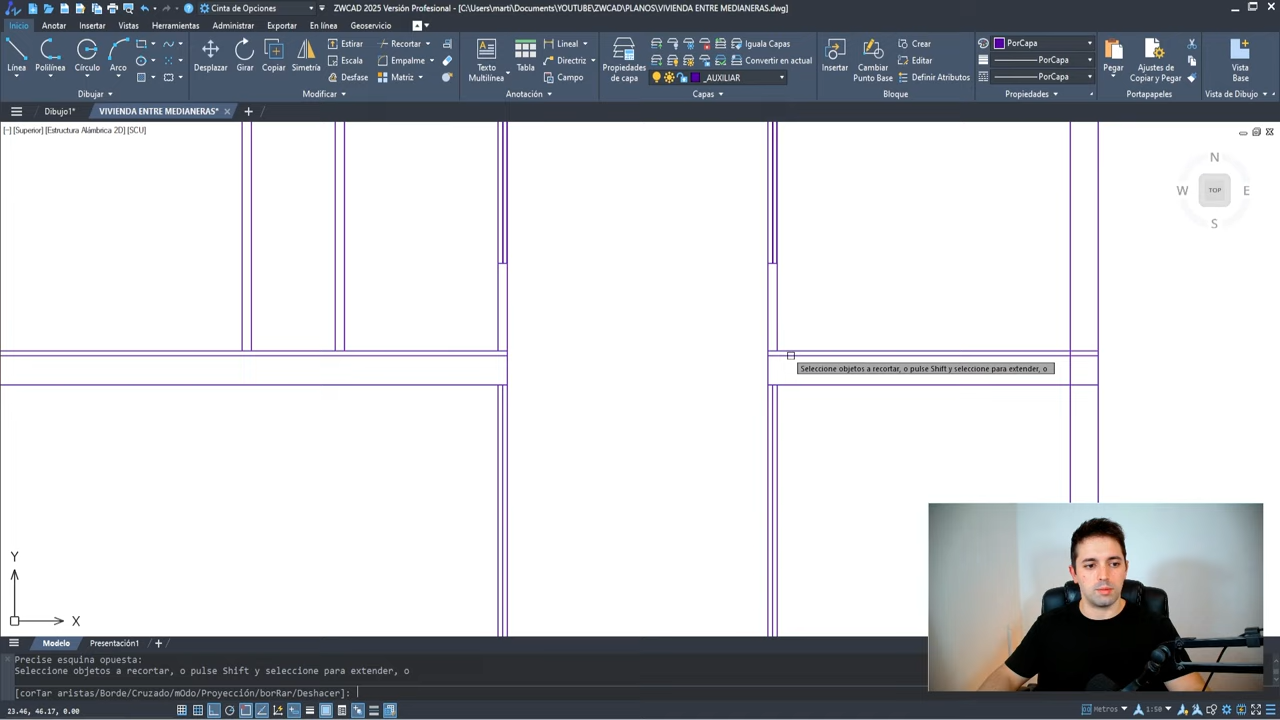 Cinta de Opciones
ZWCAD 2025 Versión Profesional - [C:\Users\marti\Documents\YOUTUBE\ZWCAD\PLANOS\VIVIENDA ENTRE MEDIANERAS.dwg]
Inicio Anotar Insertar Vistas Herramientas Administrar Exportar En línea Geoservicio
Línea Polilínea Círculo Arco
Dibujar
Desplazar Girar Copiar Simetría
Estirar Recortar
Escala Empalme
Desfase Matriz
Modificar
Texto Multilínea Tabla
Lineal
Directriz
Campo
Anotación
Propiedades de capa
Iguala Capas
Convertir en actual
_AUXILIAR
Capas
Insertar Cambiar Punto Base
Crear
Editar
Definir Atributos
Bloque
PorCapa
PorCapa
PorCapa
Propiedades
Pegar Ajustes de Copiar y Pegar
Portapapeles
Vista Base
Vista de Dibujo
Dibujo1* VIVIENDA ENTRE MEDIANERAS*
[-] [Superior] [Estructura Alámbrica 2D] [SCU]
N
W TOP E
S
Seleccione objetos a recortar, o pulse Shift y seleccione para extender, o
Y
X
Modelo Presentación1
Precise esquina opuesta:
Seleccione objetos a recortar, o pulse Shift y seleccione para extender, o
[corTar aristas/Borde/Cruzado/mOdo/Proyección/borRar/Deshacer]:
23.46, 46.17, 0.00
Metros 1:50